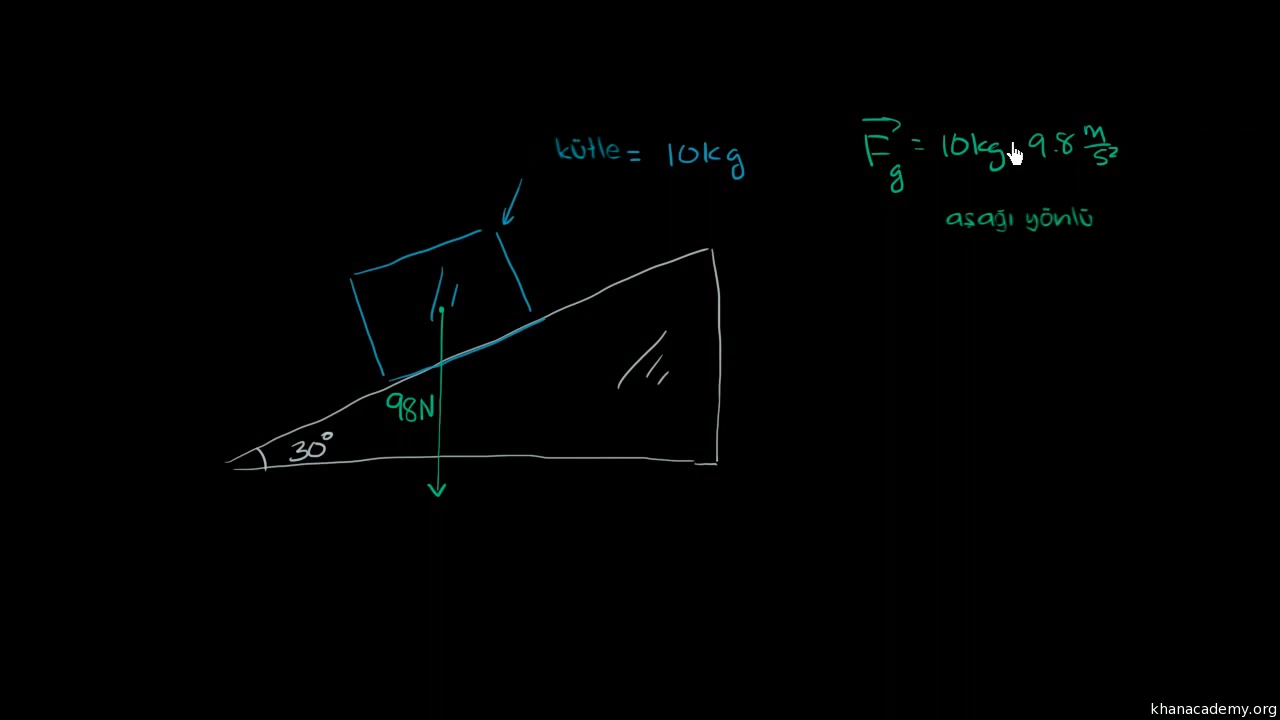 kütle = 10kg
F⃗g = 10kg · 9.8 m/s²
aşağı yönlü
98N
30°
khanacademy.org